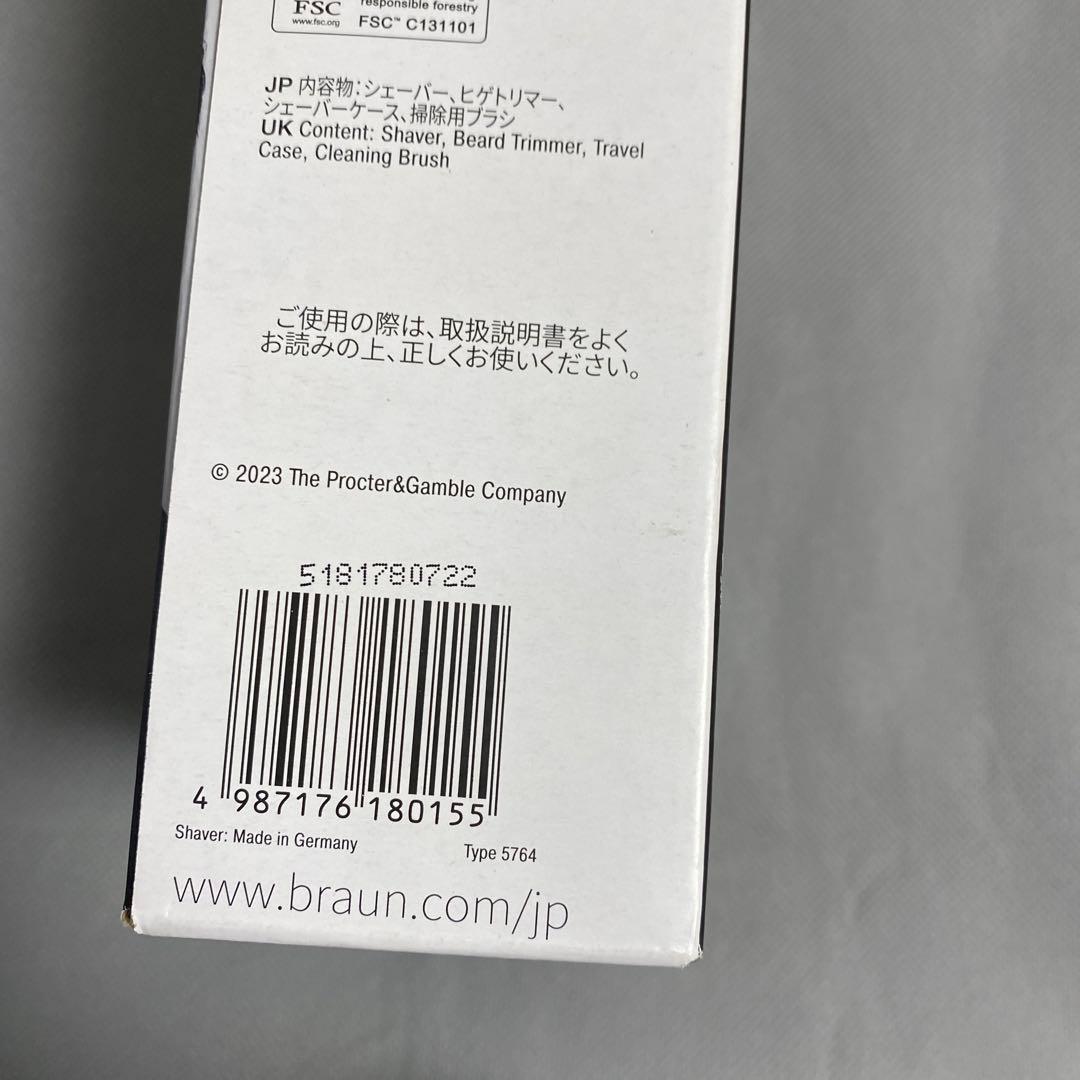 responsible forestry
FSC
www.fsc.org
FSC™ C131101
JP 内容物:シェーバー、ヒゲトリマー、
シェーバーケース、掃除用ブラシ
UK Content: Shaver, Beard Trimmer, Travel
Case, Cleaning Brush
ご使用の際は、取扱説明書をよく
お読みの上、正しくお使いください。
© 2023 The Procter&Gamble Company
5181780722
4 987176 180155
Shaver: Made in Germany
Type 5764
www.braun.com/jp